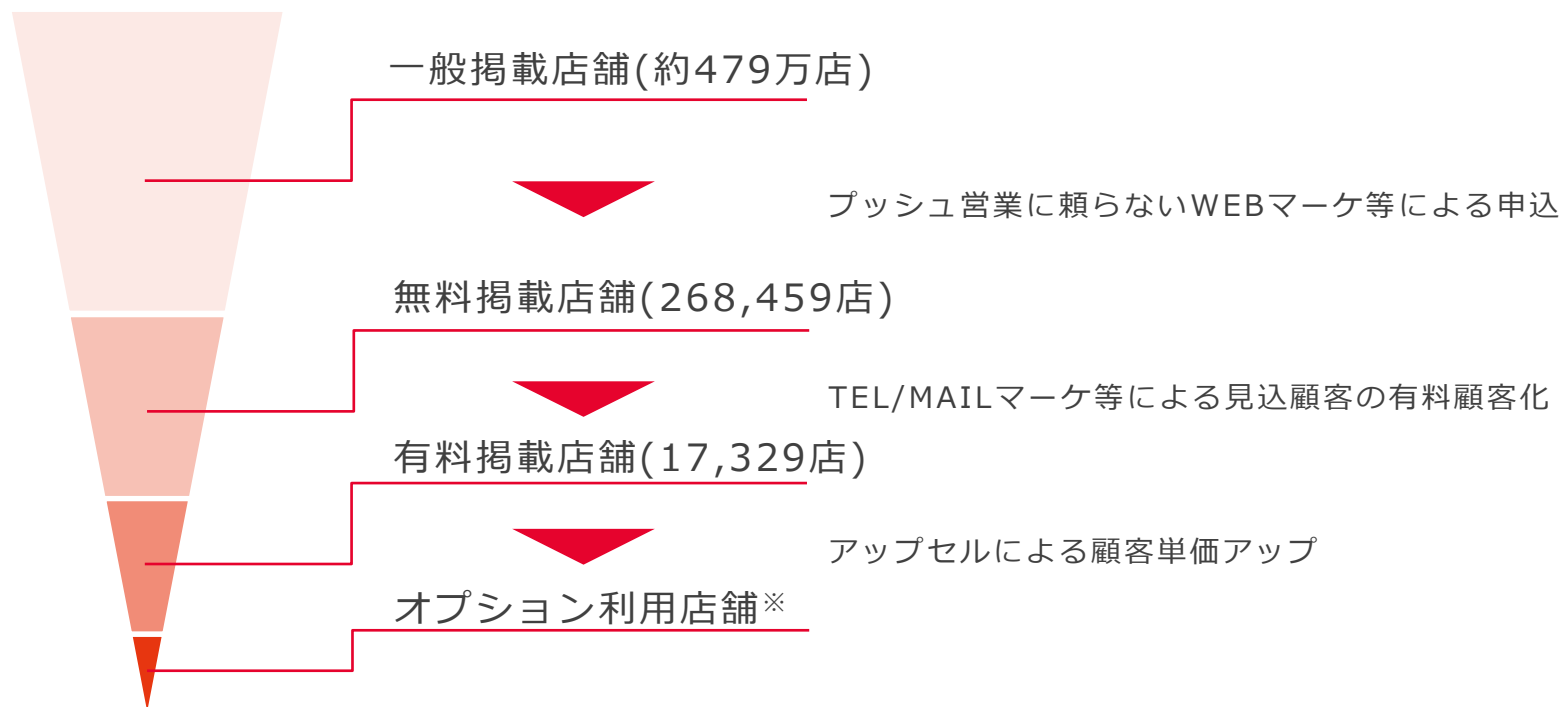 一般掲載店舗(約479万店)
プッシュ営業に頼らないWEBマーケ等による申込
無料掲載店舗(268,459店)
TEL/MAILマーケ等による見込顧客の有料顧客化
有料掲載店舗(17,329店)
アップセルによる顧客単価アップ
オプション利用店舗※